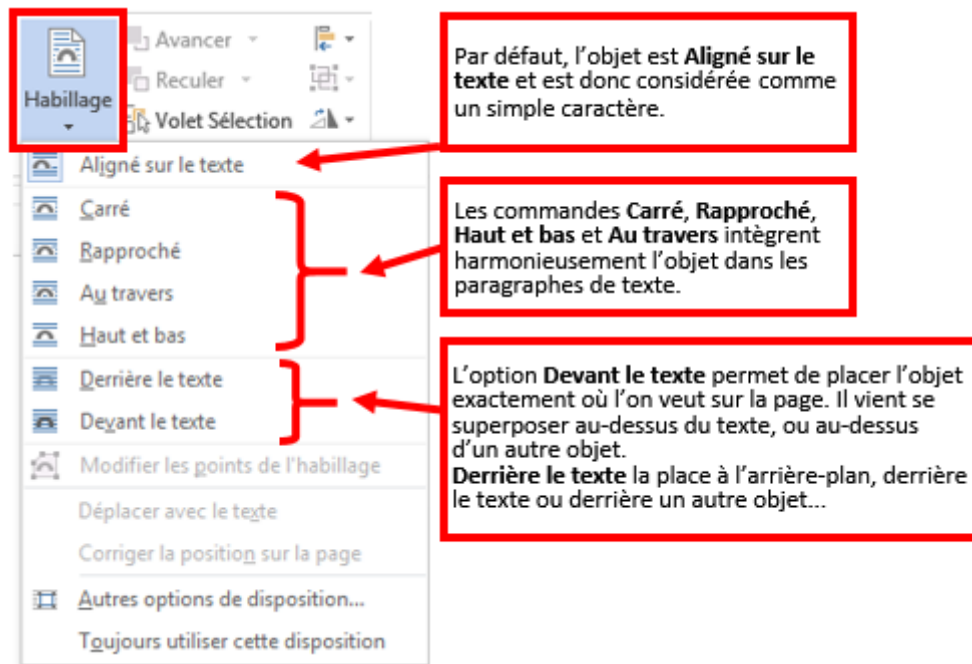 Habillage
Avancer
Reculer
Volet Sélection
Aligné sur le texte
Carré
Rapproché
Au travers
Haut et bas
Derrière le texte
Devant le texte
Modifier les points de l'habillage
Déplacer avec le texte
Corriger la position sur la page
Autres options de disposition...
Toujours utiliser cette disposition
Par défaut, l'objet est Aligné sur le
texte et est donc considérée comme
un simple caractère.
Les commandes Carré, Rapproché,
Haut et bas et Au travers intègrent
harmonieusement l'objet dans les
paragraphes de texte.
L'option Devant le texte permet de placer l'objet
exactement où l'on veut sur la page. Il vient se
superposer au-dessus du texte, ou au-dessus
d'un autre objet.
Derrière le texte la place à l'arrière-plan, derrière
le texte ou derrière un autre objet...